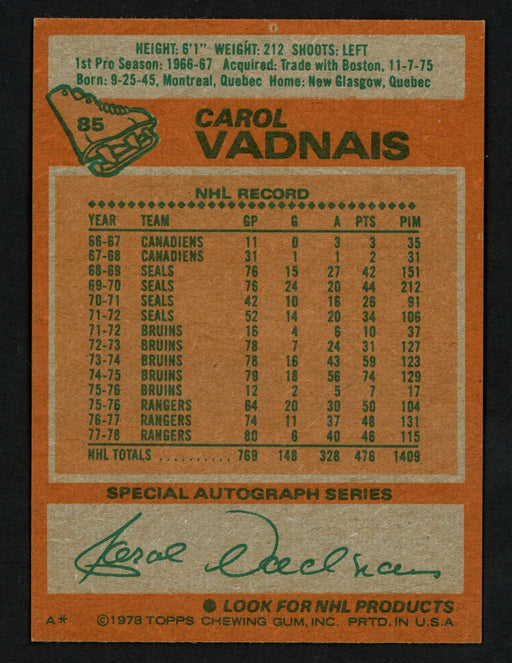 HEIGHT: 6'1" WEIGHT: 212 SHOOTS: LEFT
1st Pro Season: 1966-67 Acquired: Trade with Boston, 11-7-75
Born: 9-25-45, Montreal, Quebec Home: New Glasgow, Quebec
85
CAROL
VADNAIS
NHL RECORD
YEAR TEAM GP G A PTS PIM
66-67 CANADIENS 11 0 3 3 35
67-68 CANADIENS 31 1 1 2 31
68-69 SEALS 76 15 27 42 151
69-70 SEALS 76 24 20 44 212
70-71 SEALS 42 10 16 26 91
71-72 SEALS 52 14 20 34 106
71-72 BRUINS 16 4 6 10 37
72-73 BRUINS 78 7 24 31 127
73-74 BRUINS 78 16 43 59 123
74-75 BRUINS 79 18 56 74 129
75-76 BRUINS 12 2 5 7 17
75-76 RANGERS 64 20 30 50 104
76-77 RANGERS 74 11 37 48 131
77-78 RANGERS 80 6 40 46 115
NHL TOTALS .......... 769 148 328 476 1409
SPECIAL AUTOGRAPH SERIES
Carol Vadnais
LOOK FOR NHL PRODUCTS
A* ©1978 TOPPS CHEWING GUM, INC. PRTD. IN U.S.A.